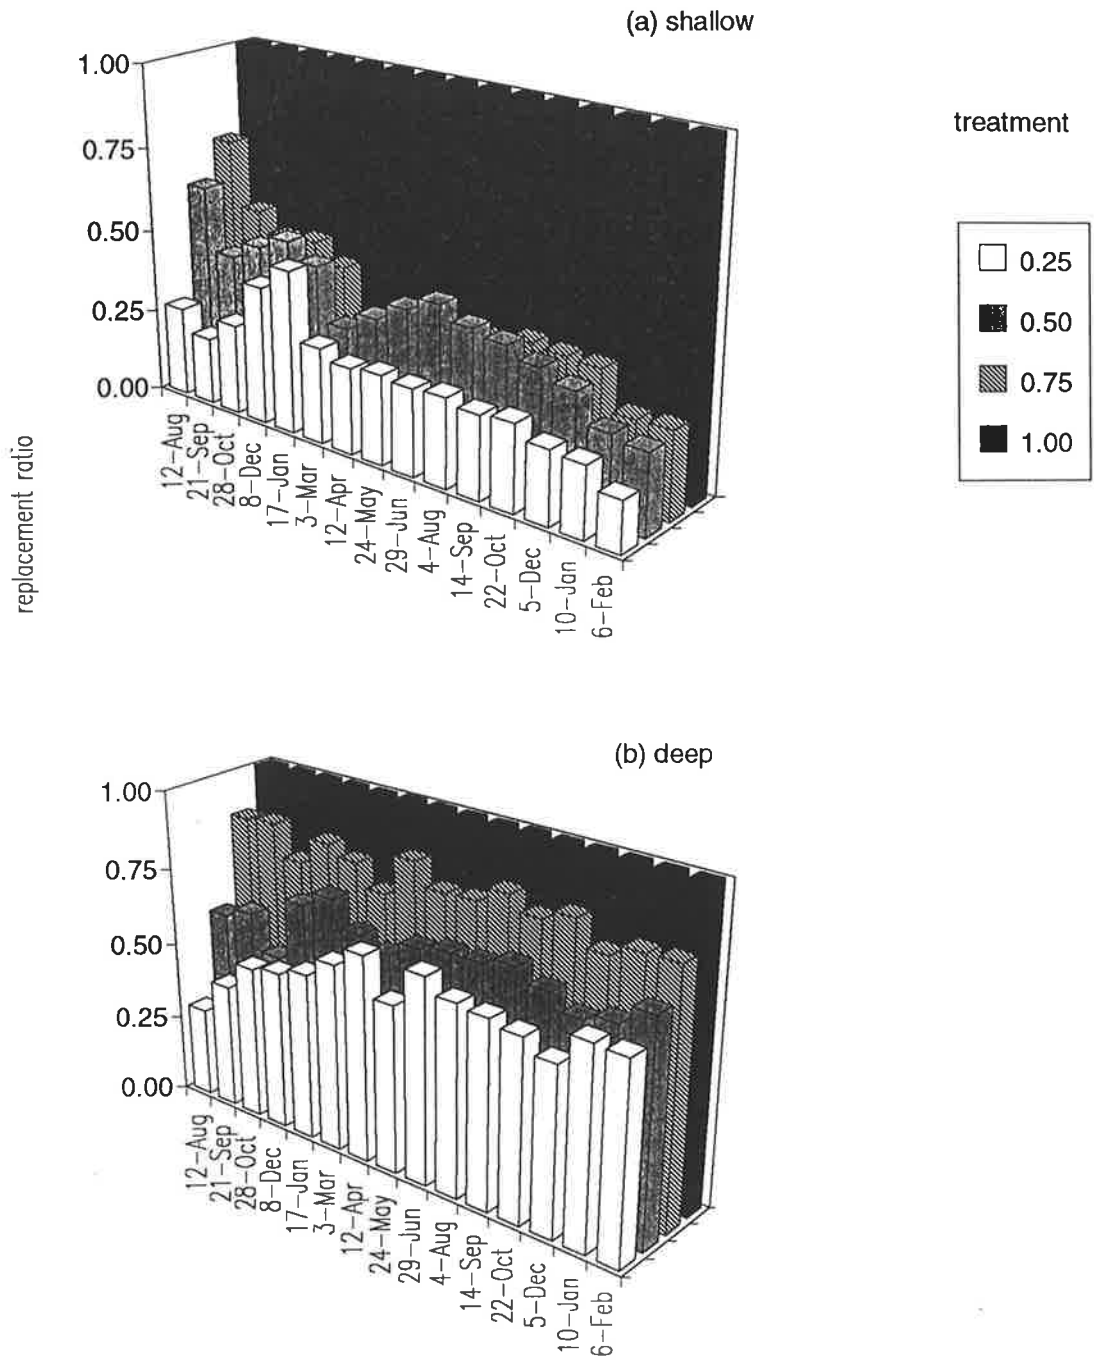 (a) shallow
1.00
0.75
0.50
0.25
0.00
replacement ratio
12-Aug
21-Sep
28-Oct
8-Dec
17-Jan
3-Mar
12-Apr
24-May
29-Jun
4-Aug
14-Sep
22-Oct
5-Dec
10-Jan
6-Feb
treatment
0.25
0.50
0.75
1.00
(b) deep
1.00
0.75
0.50
0.25
0.00
12-Aug
21-Sep
28-Oct
8-Dec
17-Jan
3-Mar
12-Apr
24-May
29-Jun
4-Aug
14-Sep
22-Oct
5-Dec
10-Jan
6-Feb